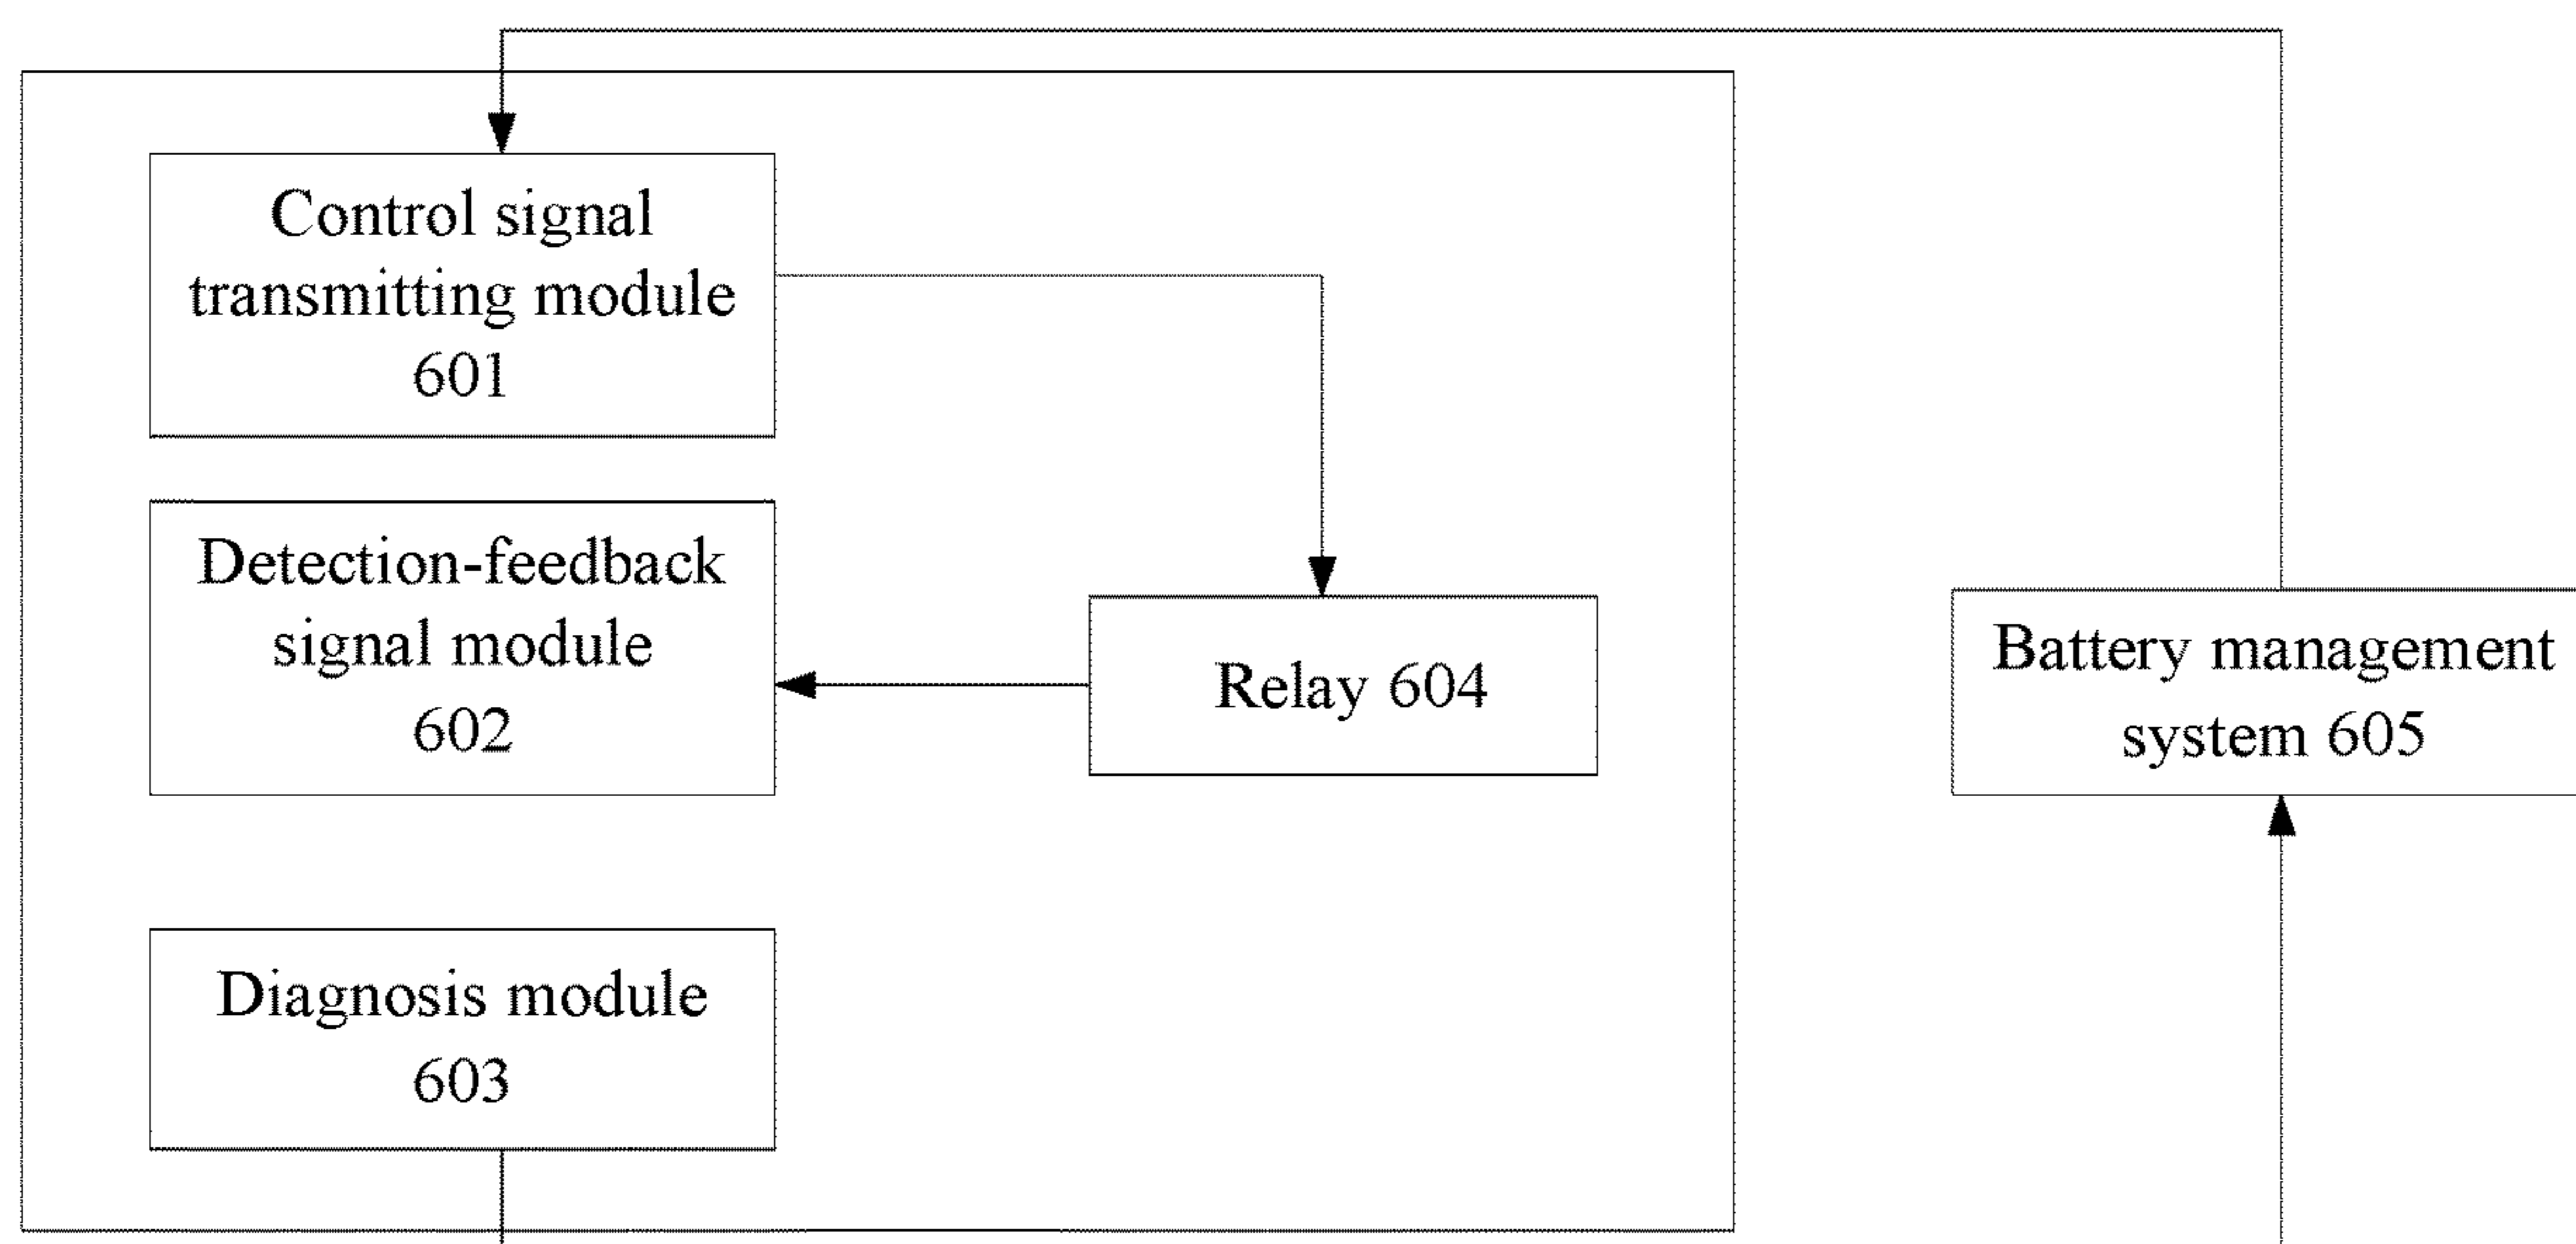 Control signal
transmitting module
601
Detection-feedback
signal module
602
Relay 604
Battery management
system 605
Diagnosis module
603